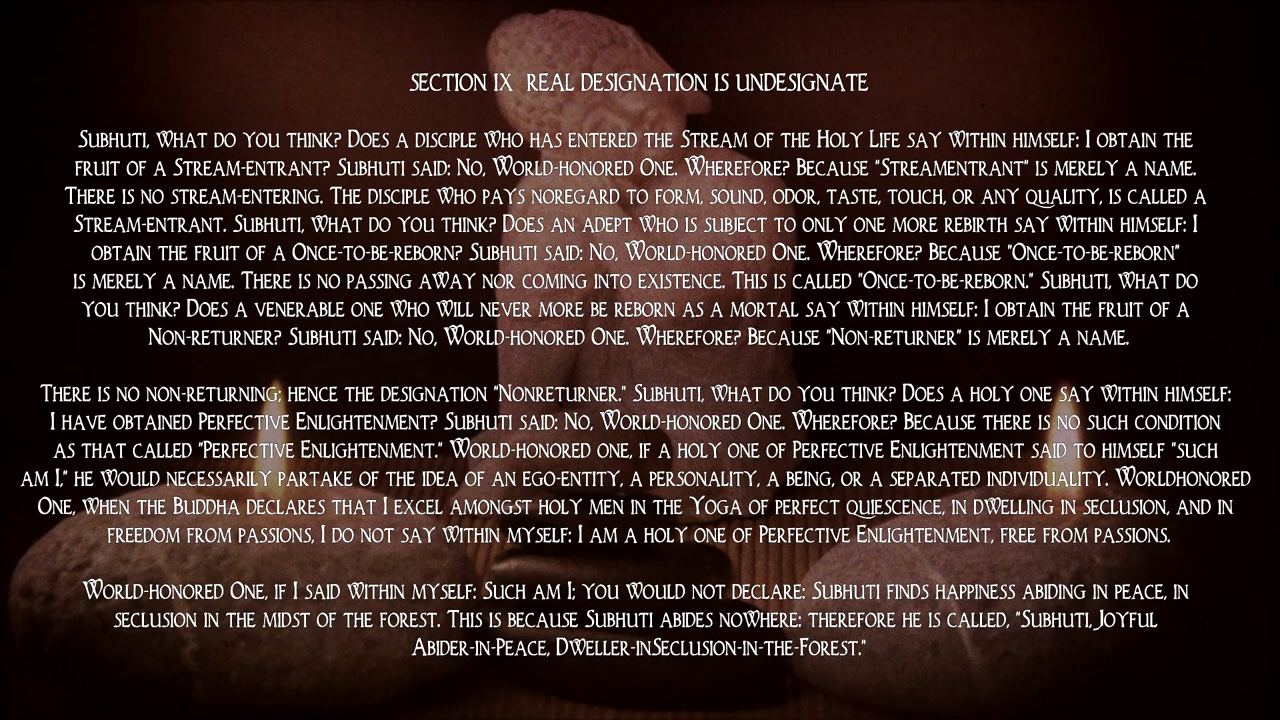 SECTION IX REAL DESIGNATION IS UNDESIGNATE
Subhuti, what do you think? Does a disciple who has entered the Stream of the Holy Life say within himself: I obtain the
fruit of a Stream-entrant? Subhuti said: No, World-honored One. Wherefore? Because "Streamentrant" is merely a name.
There is no stream-entering. The disciple who pays noregard to form, sound, odor, taste, touch, or any quality, is called a
Stream-entrant. Subhuti, what do you think? Does an adept who is subject to only one more rebirth say within himself: I
obtain the fruit of a Once-to-be-reborn? Subhuti said: No, World-honored One. Wherefore? Because "Once-to-be-reborn"
is merely a name. There is no passing away nor coming into existence. This is called "Once-to-be-reborn." Subhuti, what do
you think? Does a venerable one who will never more be reborn as a mortal say within himself: I obtain the fruit of a
Non-returner? Subhuti said: No, World-honored One. Wherefore? Because "Non-returner" is merely a name.
There is no non-returning; hence the designation "Nonreturner." Subhuti, what do you think? Does a holy one say within himself:
I have obtained Perfective Enlightenment? Subhuti said: No, World-honored One. Wherefore? Because there is no such condition
as that called "Perfective Enlightenment." World-honored one, if a holy one of Perfective Enlightenment said to himself "such
am I," he would necessarily partake of the idea of an ego-entity, a personality, a being, or a separated individuality. Worldhonored
One, when the Buddha declares that I excel amongst holy men in the Yoga of perfect quiescence, in dwelling in seclusion, and in
freedom from passions, I do not say within myself: I am a holy one of Perfective Enlightenment, free from passions.
World-honored One, if I said within myself: Such am I; you would not declare: Subhuti finds happiness abiding in peace, in
seclusion in the midst of the forest. This is because Subhuti abides nowhere: therefore he is called, "Subhuti, Joyful
Abider-in-Peace, Dweller-inSeclusion-in-the-Forest."